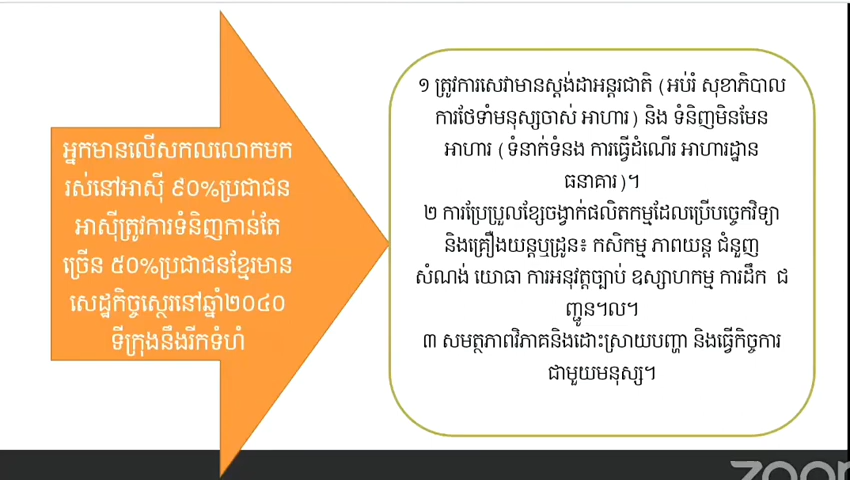 អ្នកមានលើសកលលោកមក
រស់នៅអាស៊ី ៩០%ប្រជាជន
អាស៊ីត្រូវការទំនិញកាន់តែ
ច្រើន ៥០%ប្រជាជនខ្មែរមាន
សេដ្ឋកិច្ចស្ថេរនៅឆ្នាំ២០៤០
ទីក្រុងនឹងរីកទំហំ
១ ត្រូវការសេវាមានស្តង់ដាអន្តរជាតិ (អប់រំ សុខាភិបាល
ការថែទាំមនុស្សចាស់ អាហារ) និង ទំនិញមិនមែន
អាហារ (ទំនាក់ទំនង ការធ្វើដំណើរ អាហារដ្ឋាន
ធនាគារ)។
២ ការប្រែប្រួលខ្សែចង្វាក់ផលិតកម្មដែលប្រើបច្ចេកវិទ្យា
និងគ្រឿងយន្តឬដ្រូន៖ កសិកម្ម ភាពយន្ត ជំនួញ
សំណង់ យោធា ការអនុវត្តច្បាប់ ឧស្សាហកម្ម ការដឹក ជ
ញ្ជូន។ល។
៣ សមត្ថភាពវិភាគនិងដោះស្រាយបញ្ហា និងធ្វើកិច្ចការ
ជាមួយមនុស្ស។
zoom